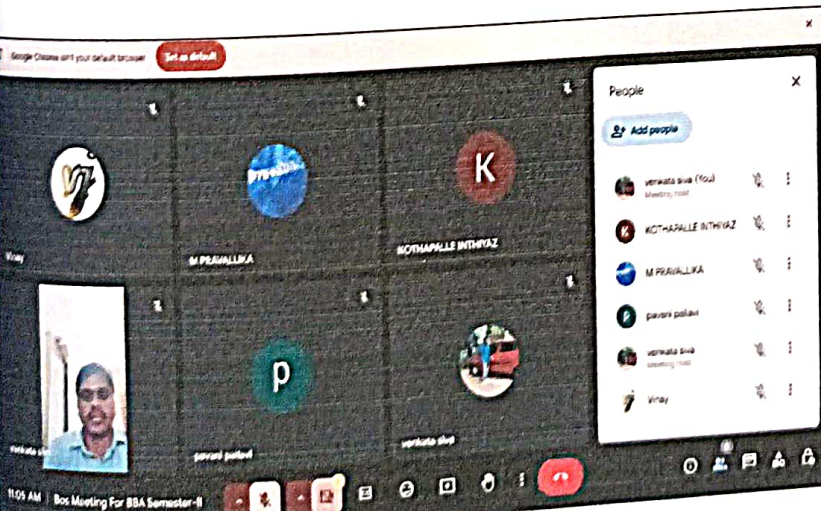 Google Chrome isn't your default browser
Set as default
Vinay
M PRAVALLIKA
K
KOTHAPALLE INTHIYAZ
venkata siva
p
pavani pallavi
venkata siva
11:05 AM
Bos Meeting For BBA Semester-II
People
Add people
venkata siva (You)
Meeting host
K
KOTHAPALLE INTHIYAZ
M PRAVALLIKA
p
pavani pallavi
venkata siva
Meeting host
Vinay